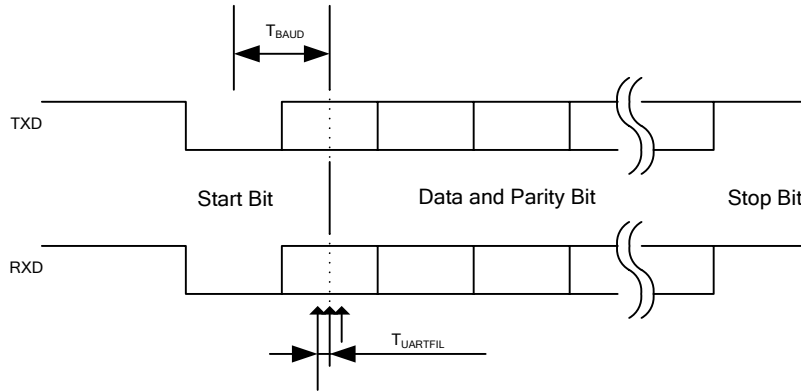 TBAUD
TXD
Start Bit
Data and Parity Bit
Stop Bit
RXD
TUARTFIL